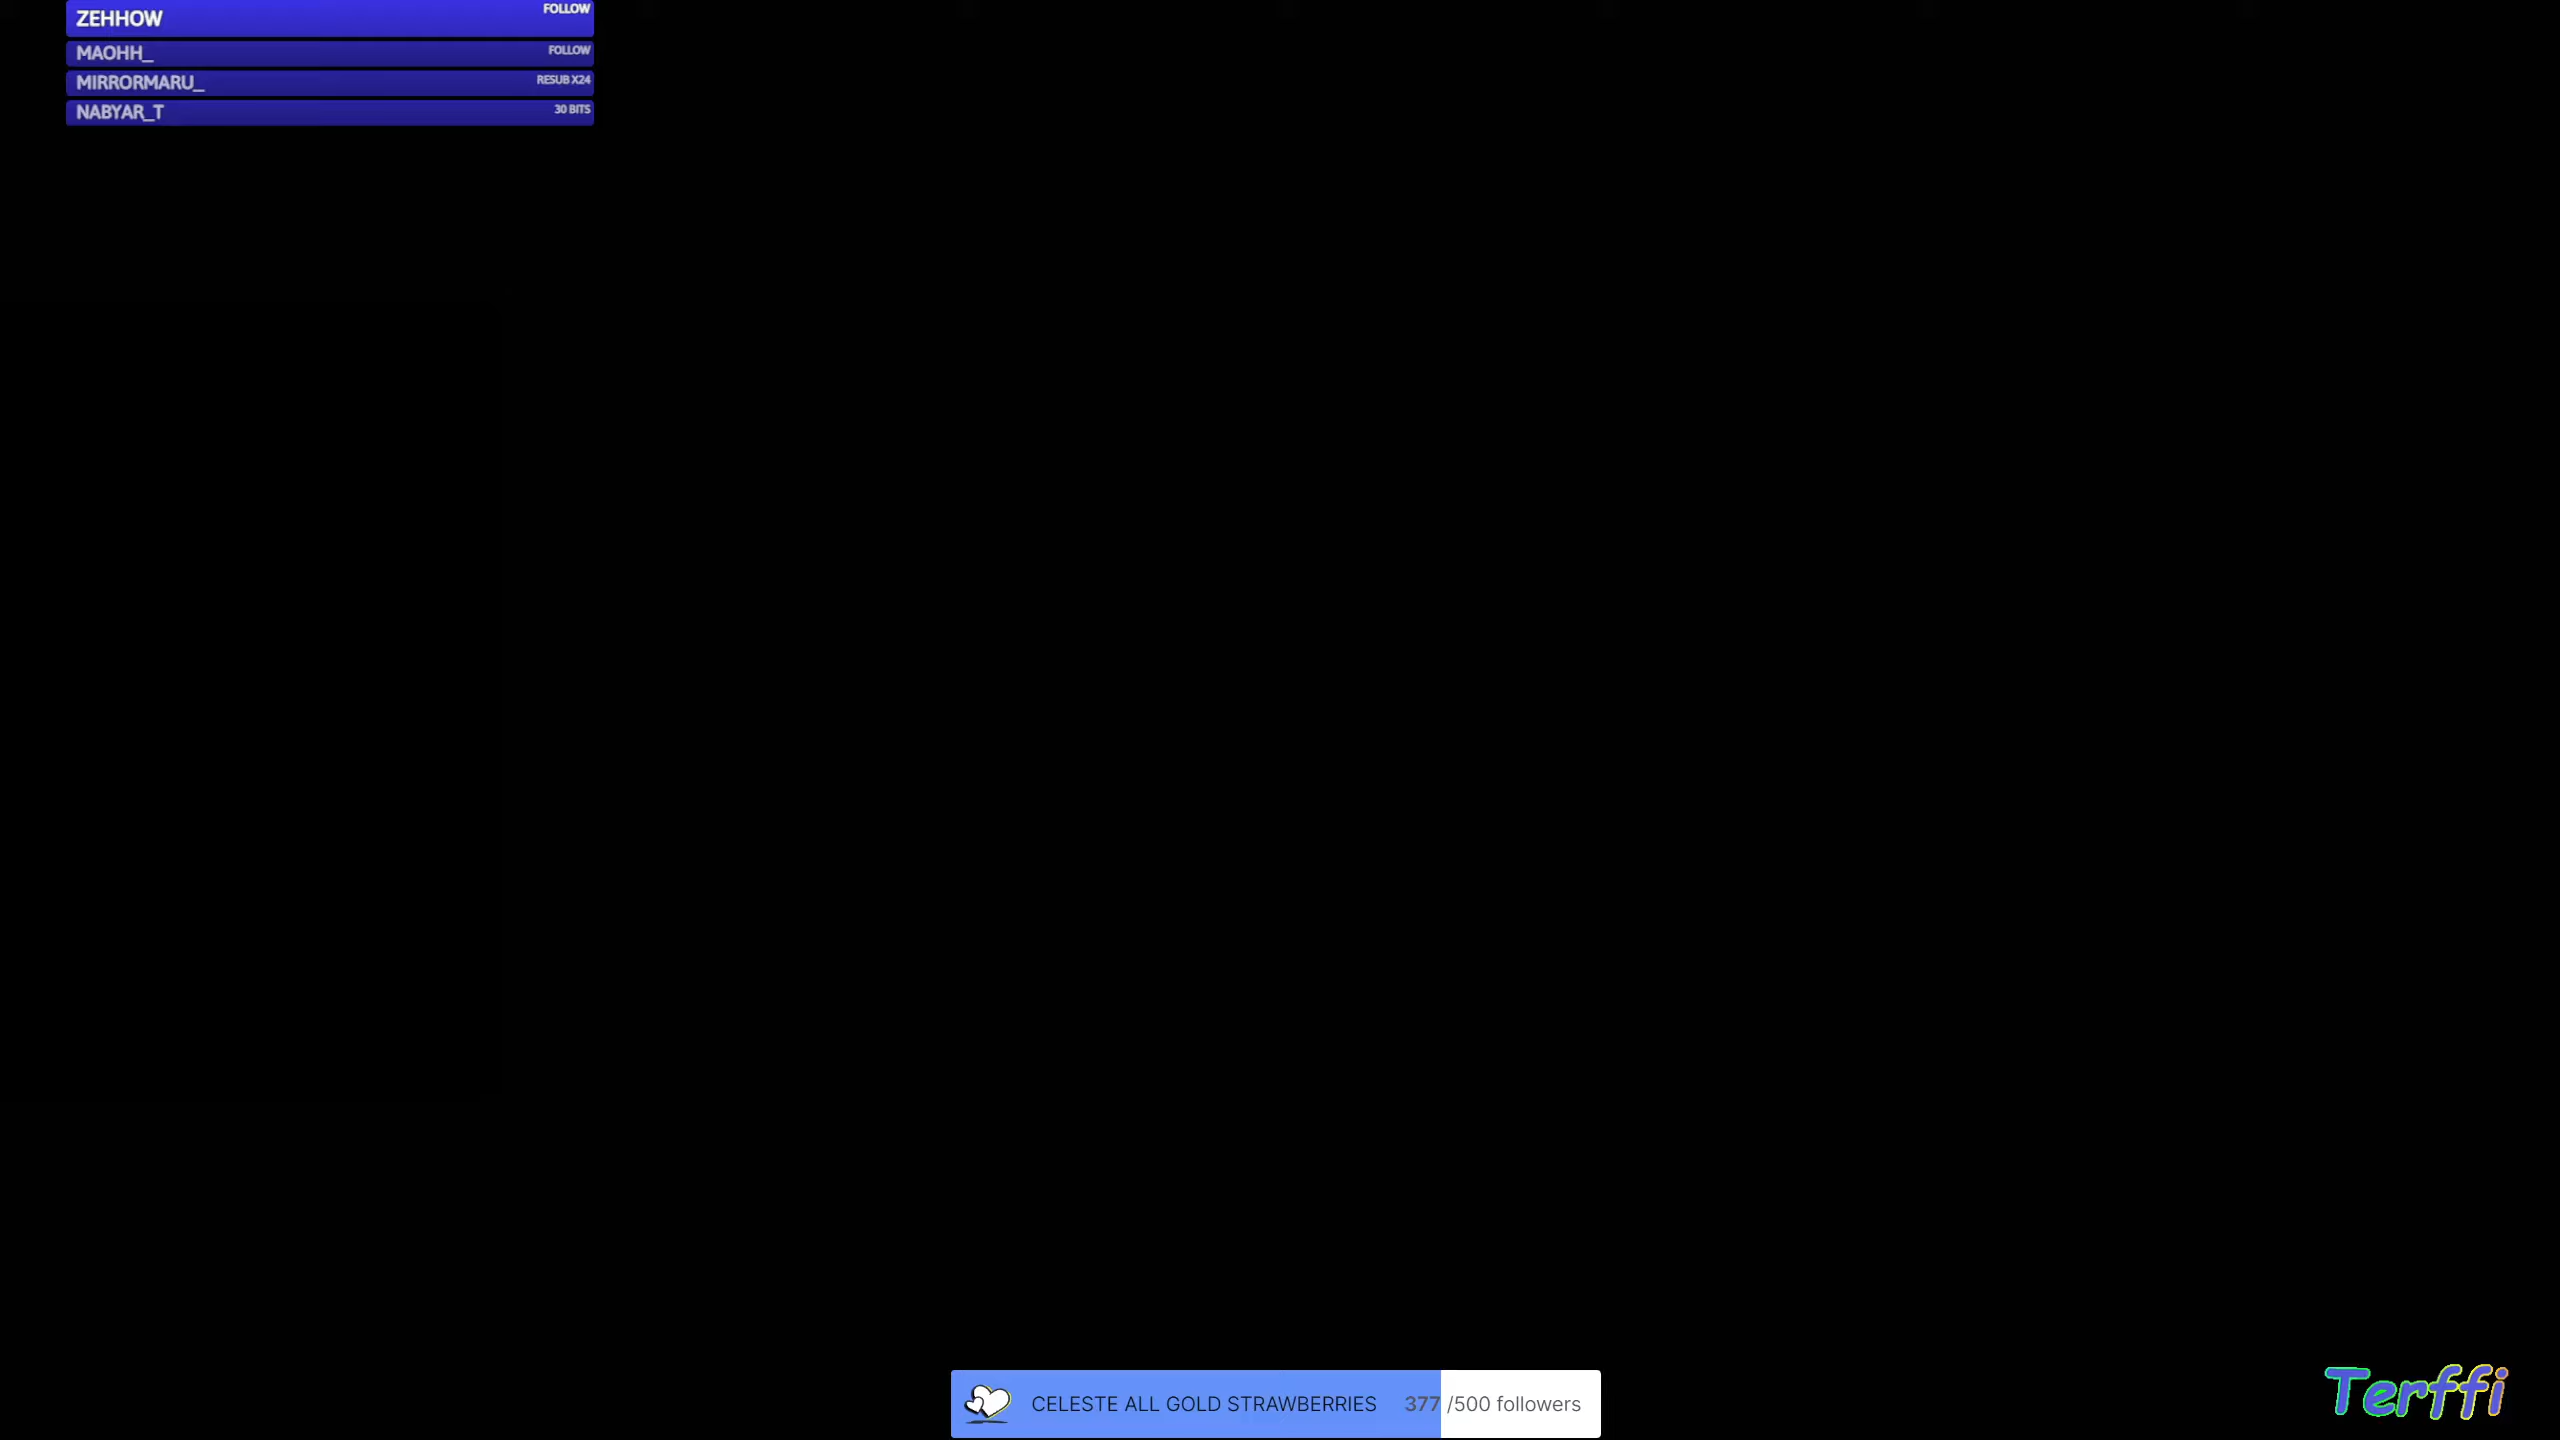 ZEHHOW FOLLOW
MAOHH_ FOLLOW
MIRRORMARU_ RESUB X24
NABYAR_T 30 BITS
CELESTE ALL GOLD STRAWBERRIES 377 /500 followers
Terffi